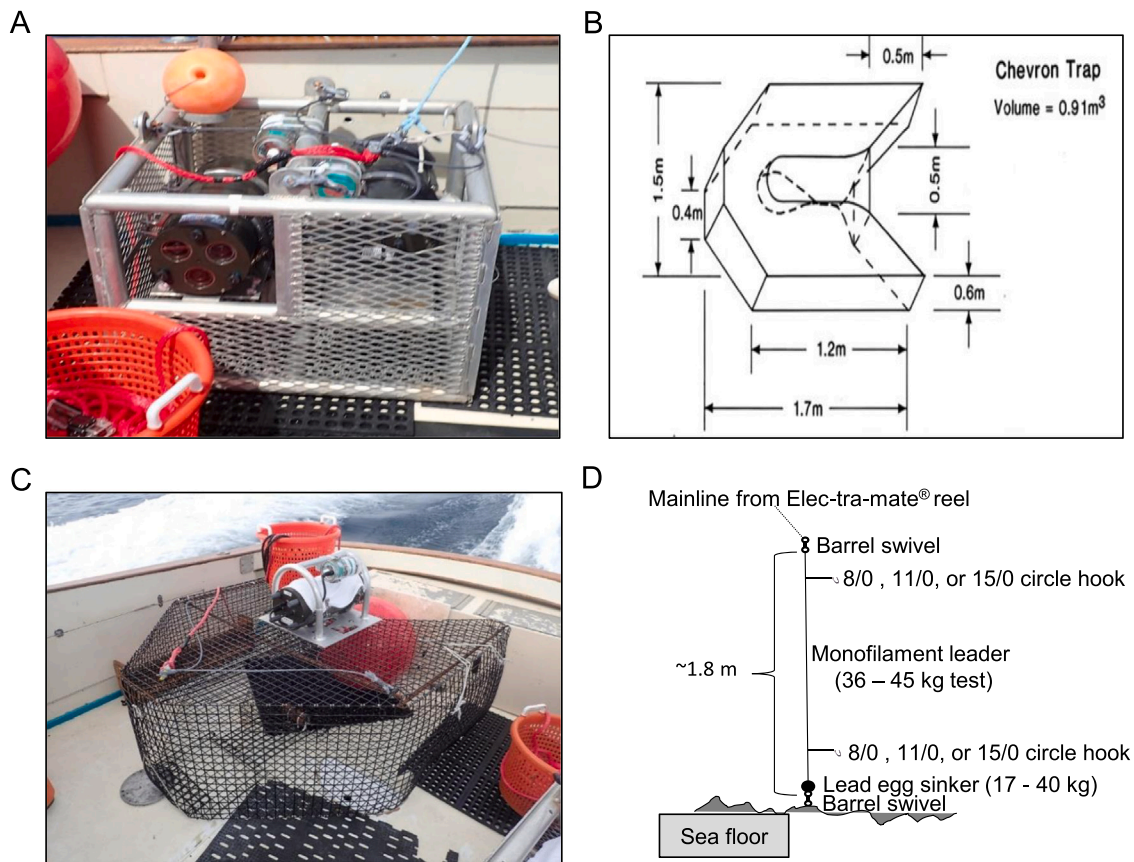 A
B
0.5m
Chevron Trap
Volume = 0.91m³
1.5m
0.4m
0.5m
0.6m
1.2m
1.7m
C
D
Mainline from Elec-tra-mate® reel
Barrel swivel
8/0 , 11/0, or 15/0 circle hook
~1.8 m
Monofilament leader
(36 – 45 kg test)
8/0 , 11/0, or 15/0 circle hook
Lead egg sinker (17 - 40 kg)
Barrel swivel
Sea floor